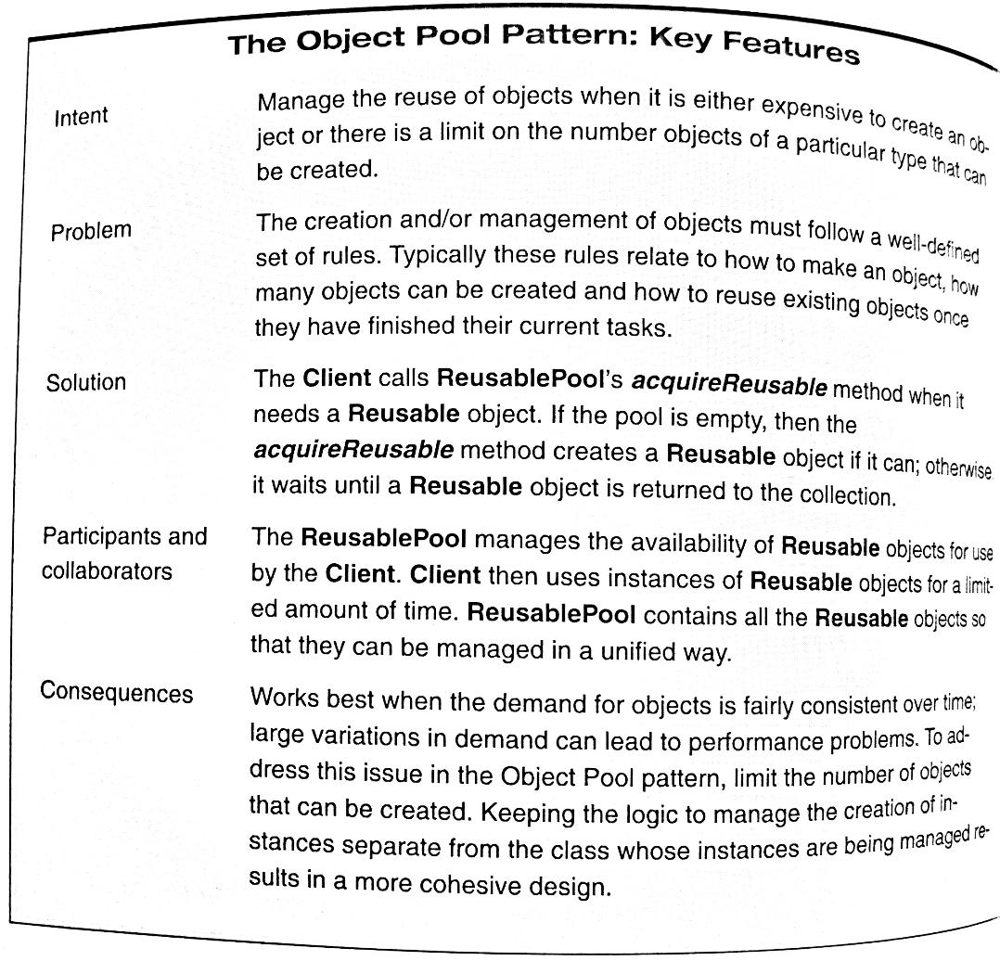 The Object Pool Pattern: Key Features
Intent
Manage the reuse of objects when it is either expensive to create an ob-
ject or there is a limit on the number objects of a particular type that can
be created.
Problem
The creation and/or management of objects must follow a well-defined
set of rules. Typically these rules relate to how to make an object, how
many objects can be created and how to reuse existing objects once
they have finished their current tasks.
Solution
The Client calls ReusablePool's acquireReusable method when it
needs a Reusable object. If the pool is empty, then the
acquireReusable method creates a Reusable object if it can; otherwise
it waits until a Reusable object is returned to the collection.
Participants and
collaborators
The ReusablePool manages the availability of Reusable objects for use
by the Client. Client then uses instances of Reusable objects for a limit-
ed amount of time. ReusablePool contains all the Reusable objects so
that they can be managed in a unified way.
Consequences
Works best when the demand for objects is fairly consistent over time;
large variations in demand can lead to performance problems. To ad-
dress this issue in the Object Pool pattern, limit the number of objects
that can be created. Keeping the logic to manage the creation of in-
stances separate from the class whose instances are being managed re-
sults in a more cohesive design.